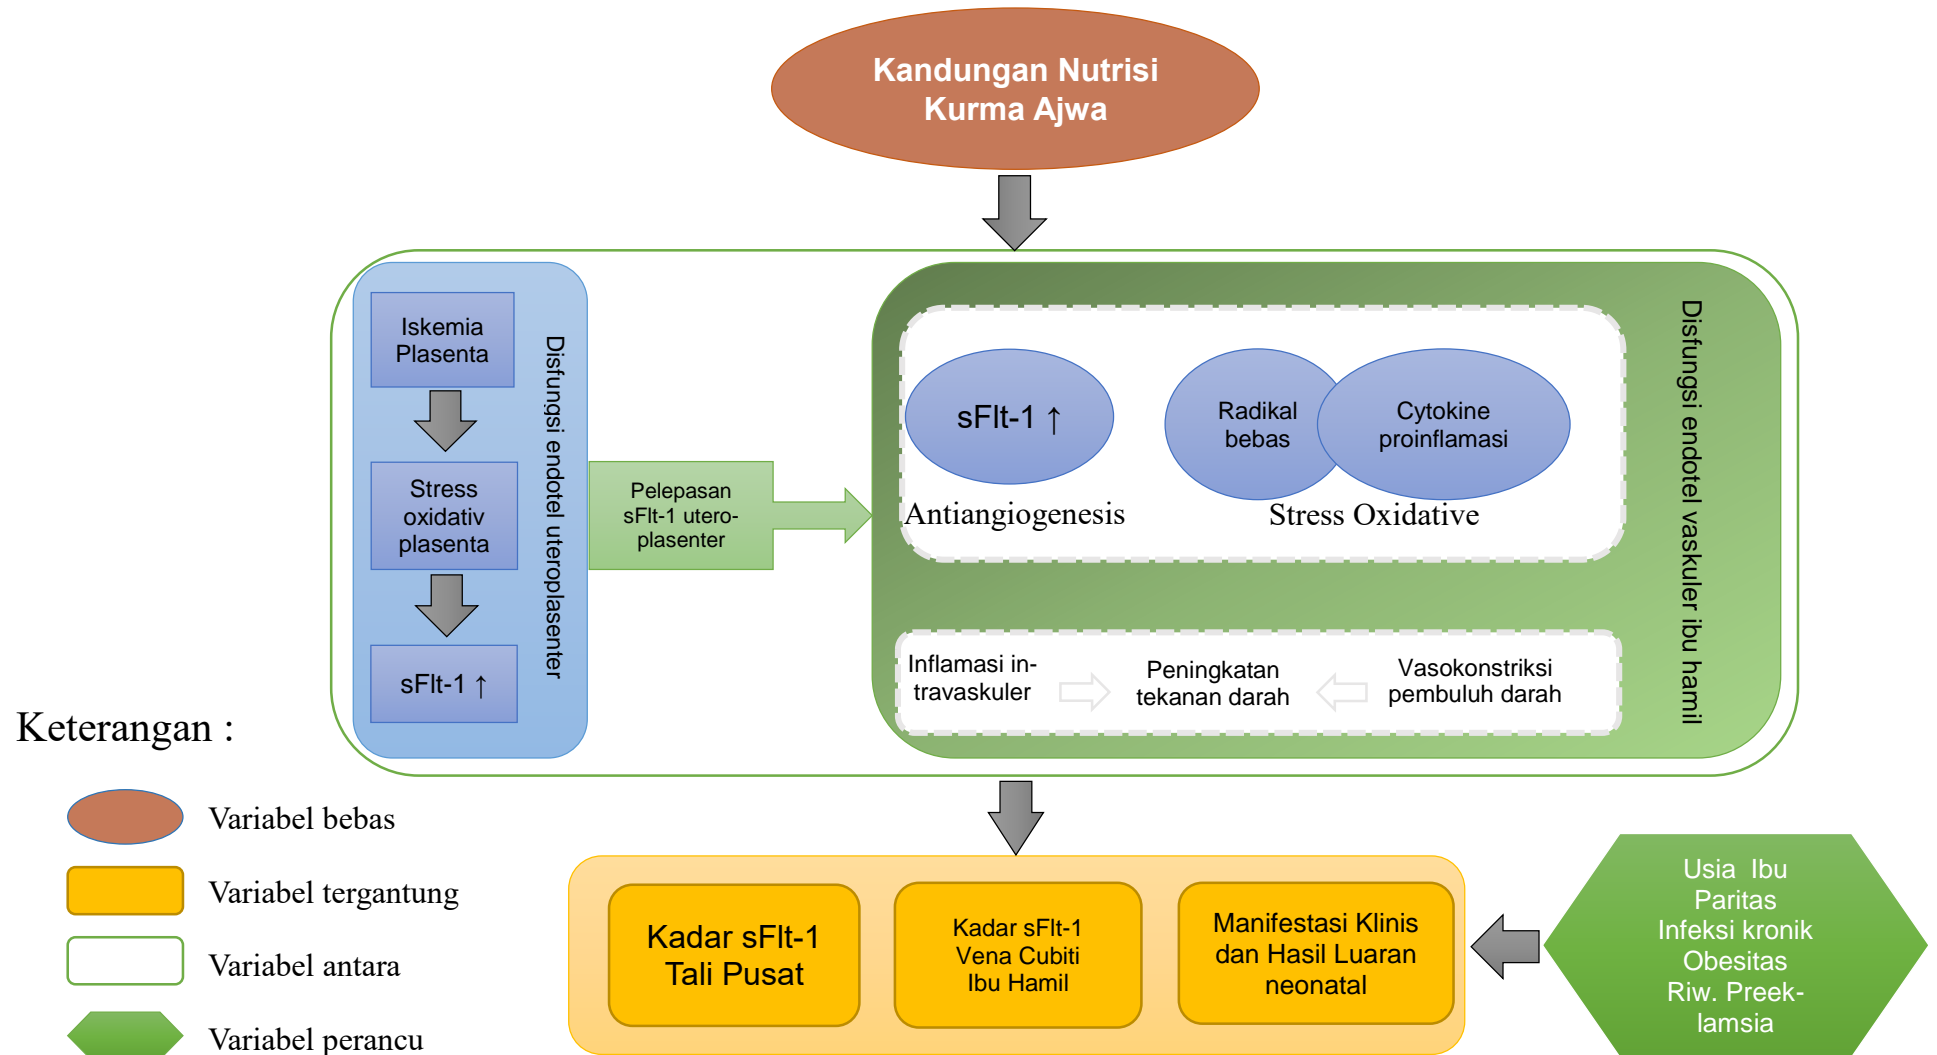 Kandungan Nutrisi
Kurma Ajwa
Iskemia
Plasenta
Stress
oxidativ
plasenta
sFlt-1 ↑
Disfungsi endotel uteroplasenter
Pelepasan
sFlt-1 utero-
plasenter
sFlt-1 ↑
Antiangiogenesis
Radikal
bebas
Cytokine
proinflamasi
Stress Oxidative
Inflamasi in-
travaskuler
Peningkatan
tekanan darah
Vasokonstriksi
pembuluh darah
Disfungsi endotel vaskuler ibu hamil
Keterangan :
Variabel bebas
Variabel tergantung
Variabel antara
Variabel perancu
Kadar sFlt-1
Tali Pusat
Kadar sFlt-1
Vena Cubiti
Ibu Hamil
Manifestasi Klinis
dan Hasil Luaran
neonatal
Usia Ibu
Paritas
Infeksi kronik
Obesitas
Riw. Preek-
lamsia